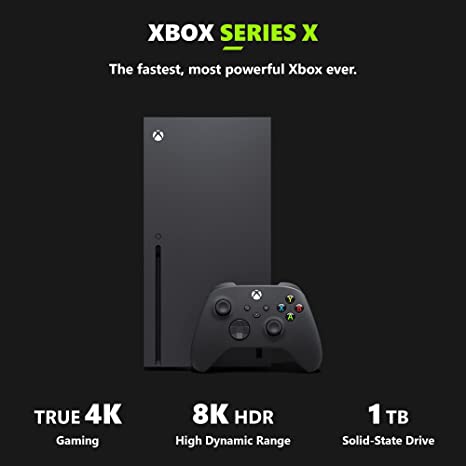 XBOX SERIES X
The fastest, most powerful Xbox ever.
Y
X B
A
TRUE 4K 8K HDR 1 TB
Gaming High Dynamic Range Solid-State Drive